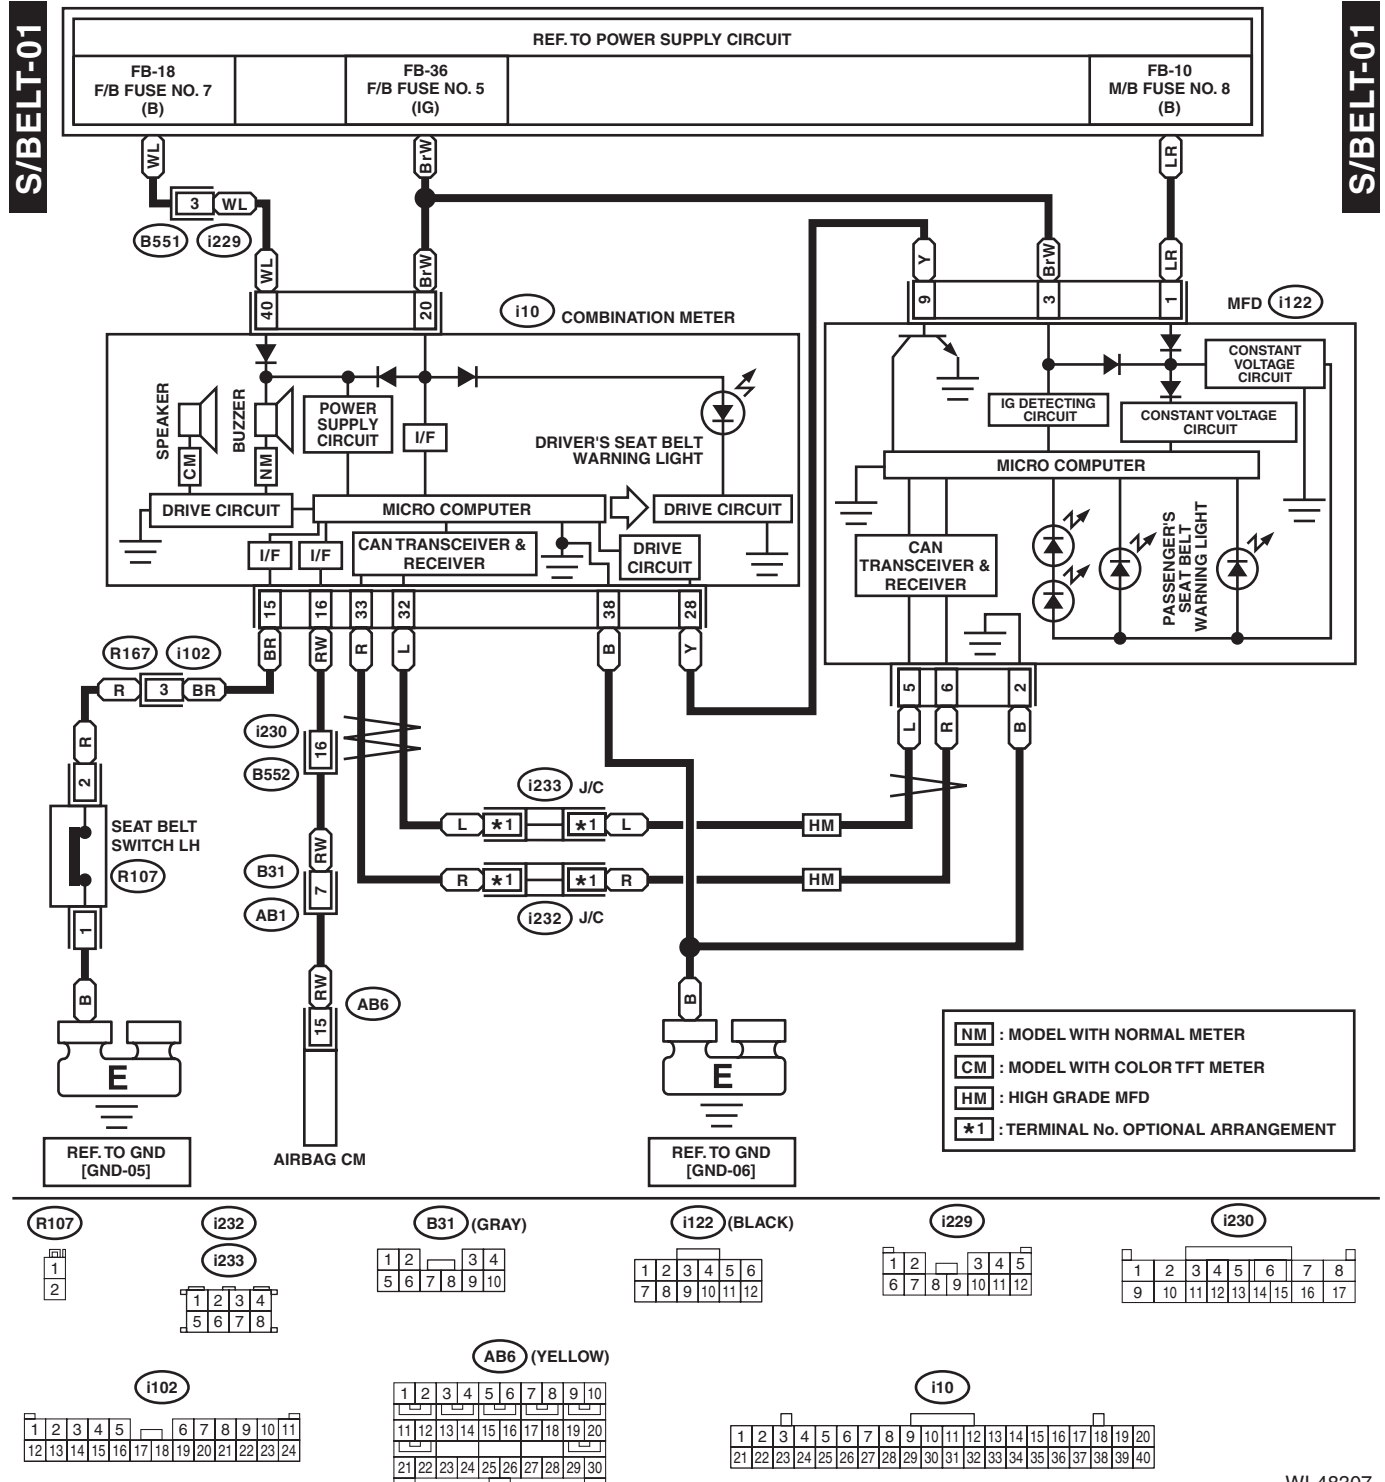 S/BELT-01
S/BELT-01
REF. TO POWER SUPPLY CIRCUIT
FB-18
F/B FUSE NO. 7
(B)
FB-36
F/B FUSE NO. 5
(IG)
FB-10
M/B FUSE NO. 8
(B)
WL
BrW
LR
3
WL
B551
i229
WL
BrW
Y
BrW
LR
40
20
9
3
1
i10
COMBINATION METER
MFD
i122
SPEAKER
BUZZER
CM
NM
POWER
SUPPLY
CIRCUIT
I/F
DRIVER'S SEAT BELT
WARNING LIGHT
CONSTANT
VOLTAGE
CIRCUIT
IG DETECTING
CIRCUIT
CONSTANT VOLTAGE
CIRCUIT
MICRO COMPUTER
DRIVE CIRCUIT
MICRO COMPUTER
DRIVE CIRCUIT
I/F
I/F
CAN TRANSCEIVER &
RECEIVER
DRIVE
CIRCUIT
CAN
TRANSCEIVER &
RECEIVER
PASSENGER'S
SEAT BELT
WARNING LIGHT
15
16
33
32
38
28
BR
RW
R
L
B
Y
5
6
2
L
R
B
R167
i102
R
3
BR
R
2
SEAT BELT
SWITCH LH
R107
1
B
i230
16
B552
RW
B31
7
AB1
RW
AB6
15
i233
J/C
L
*1
*1
L
HM
R
*1
*1
R
HM
i232
J/C
B
E
REF. TO GND
[GND-05]
AIRBAG CM
E
REF. TO GND
[GND-06]
NM : MODEL WITH NORMAL METER
CM : MODEL WITH COLOR TFT METER
HM : HIGH GRADE MFD
*1 : TERMINAL No. OPTIONAL ARRANGEMENT
R107
1
2
i232
i233
1 2 3 4
5 6 7 8
B31 (GRAY)
1 2 3 4
5 6 7 8 9 10
i122 (BLACK)
1 2 3 4 5 6
7 8 9 10 11 12
i229
1 2 3 4 5
6 7 8 9 10 11 12
i230
1 2 3 4 5 6 7 8
9 10 11 12 13 14 15 16 17
i102
1 2 3 4 5 6 7 8 9 10 11
12 13 14 15 16 17 18 19 20 21 22 23 24
AB6 (YELLOW)
1 2 3 4 5 6 7 8 9 10
11 12 13 14 15 16 17 18 19 20
21 22 23 24 25 26 27 28 29 30
i10
1 2 3 4 5 6 7 8 9 10 11 12 13 14 15 16 17 18 19 20
21 22 23 24 25 26 27 28 29 30 31 32 33 34 35 36 37 38 39 40